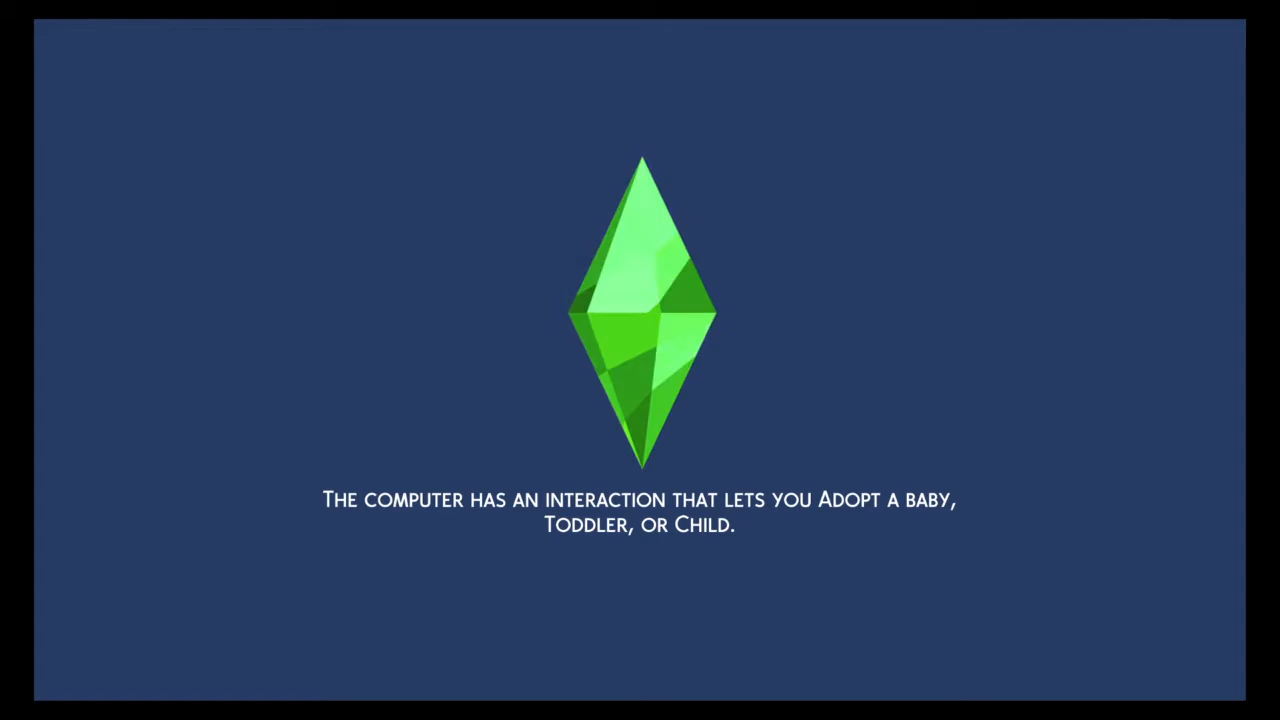 The computer has an interaction that lets you Adopt a baby,
Toddler, or Child.